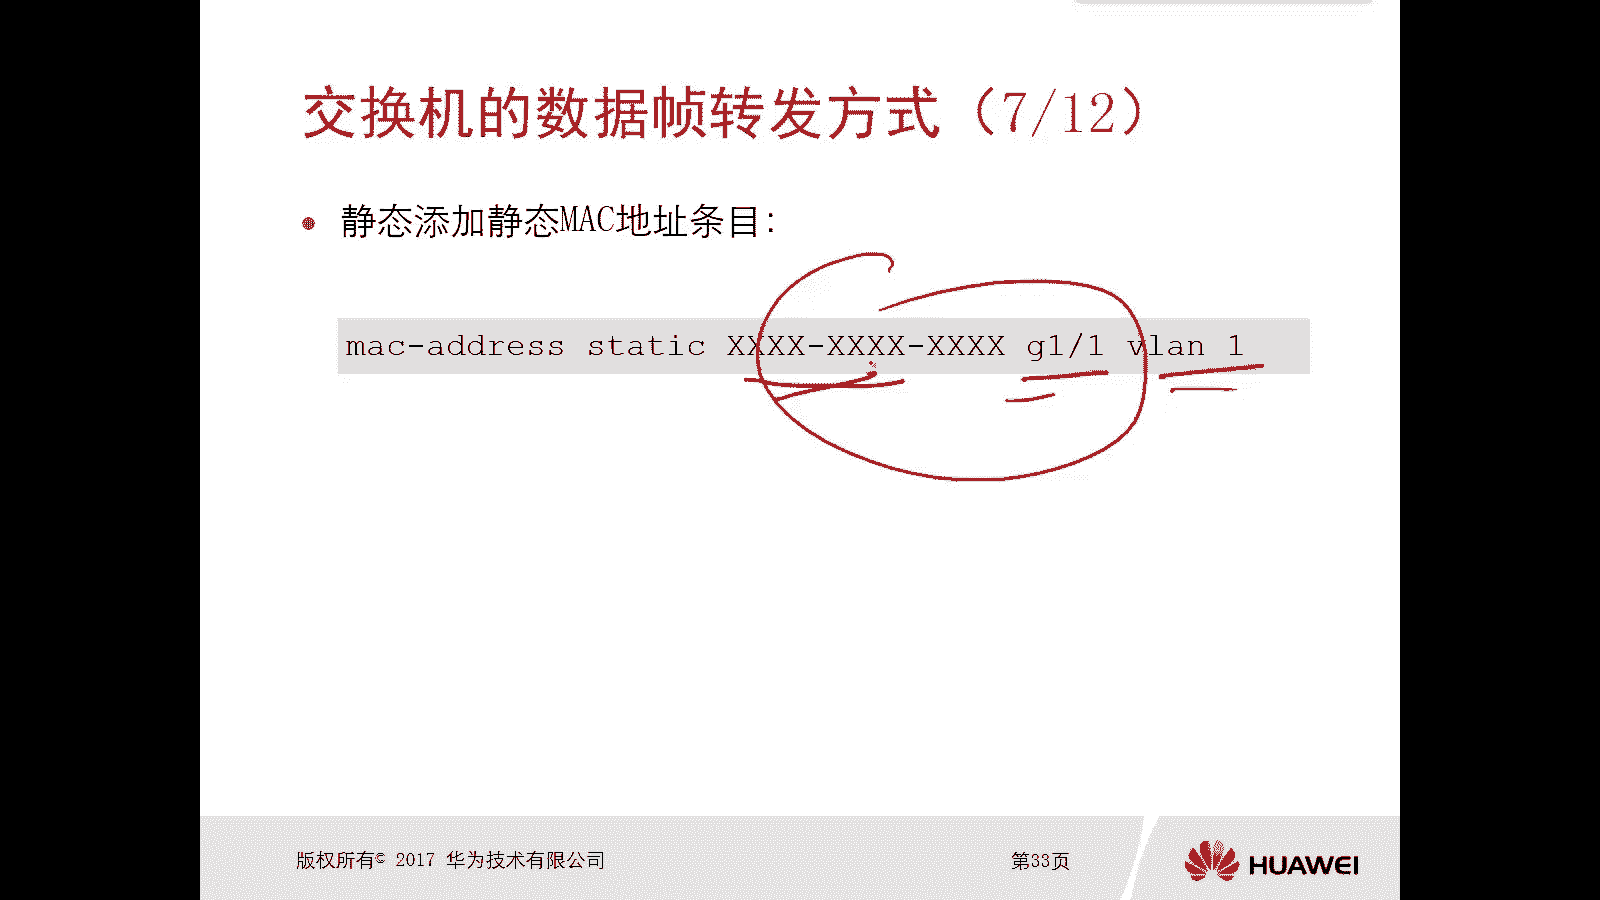 交换机的数据帧转发方式（7/12）
静态添加静态MAC地址条目：
mac-address static XXXX-XXXX-XXXX g1/1 vlan 1
版权所有© 2017 华为技术有限公司
第33页
HUAWEI